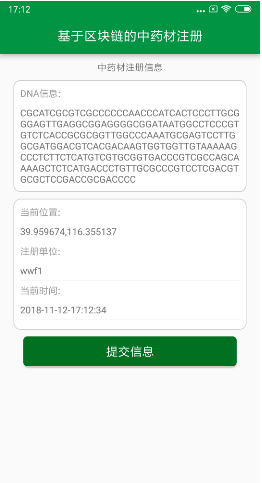 17:12
基于区块链的中药材注册
中药材注册信息
DNA信息:
CGCATCGCGTCGCCCCCCAACCCATCACTCCCTTGCG
GGAGTTGAGGCGGAGGGGCGGATAATGGCCTCCCGT
GTCTCACCGCGCGGTTGGCCCAAATGCGAGTCCTTG
GCGATGGACGTCACGACAAGTGGTGGTTGTAAAAAG
CCCTCTTCTCATGTCGTGCGGTGACCCGTCGCCAGCA
AAAGCTCTCATGACCCTGTTGCGCCCGTCCTCGACGT
GCGCTCCGACCGCGACCCC
当前位置:
39.959674,116.355137
注册单位:
wwf1
当前时间:
2018-11-12-17:12:34
提交信息